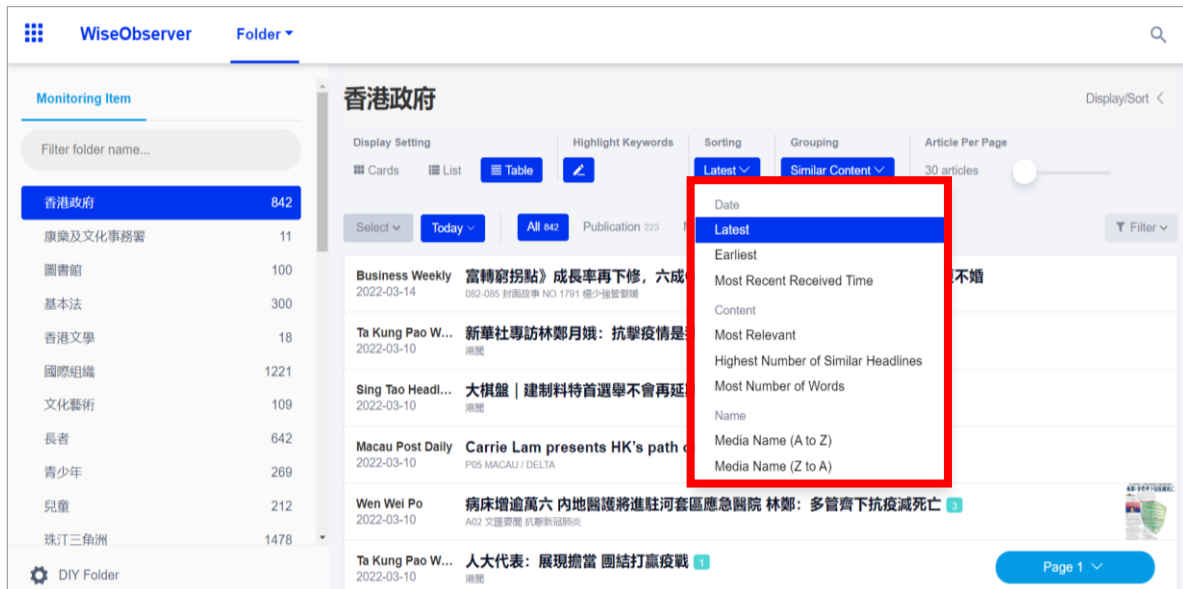 WiseObserver Folder
Monitoring Item
Filter folder name...
香港政府 842
康樂及文化事務署 11
圖書館 100
基本法 300
香港文學 18
國際組織 1221
文化藝術 109
長者 642
青少年 269
兒童 212
珠江三角洲 1478
DIY Folder
香港政府
Display/Sort
Display Setting Highlight Keywords Sorting Grouping Article Per Page
Cards List Table Latest Similar Content 30 articles
Select Today All 842 Publication 223 Filter
Date
Latest
Earliest
Most Recent Received Time
Content
Most Relevant
Highest Number of Similar Headlines
Most Number of Words
Name
Media Name (A to Z)
Media Name (Z to A)
Business Weekly 富轉窮拐點》成長率再下修，六成 不婚
2022-03-14 082-085 封面故事 NO.1791
Ta Kung Pao W... 新華社專訪林鄭月娥：抗擊疫情是
2022-03-10 港聞
Sing Tao Headl... 大棋盤｜建制料特首選舉不會再延
2022-03-10 港聞
Macau Post Daily Carrie Lam presents HK's path
2022-03-10 P05 MACAU / DELTA
Wen Wei Po 病床增逾萬六 內地醫護將進駐河套區應急醫院 林鄭：多管齊下抗疫減死亡 3
2022-03-10 A02 文匯要聞 抗擊新冠肺炎
Ta Kung Pao W... 人大代表：展現擔當 團結打贏疫戰 1
2022-03-10 港聞
Page 1